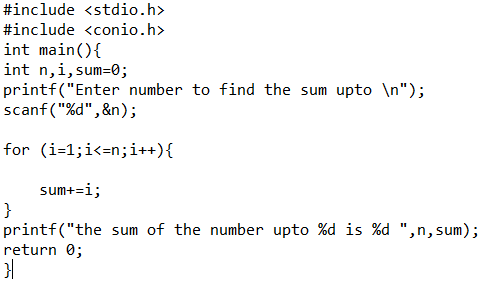 #include <stdio.h>
#include <conio.h>
int main(){
int n,i,sum=0;
printf("Enter number to find the sum upto \n");
scanf("%d",&n);
for (i=1;i<=n;i++){
sum+=i;
}
printf("the sum of the number upto %d is %d ",n,sum);
return 0;
}